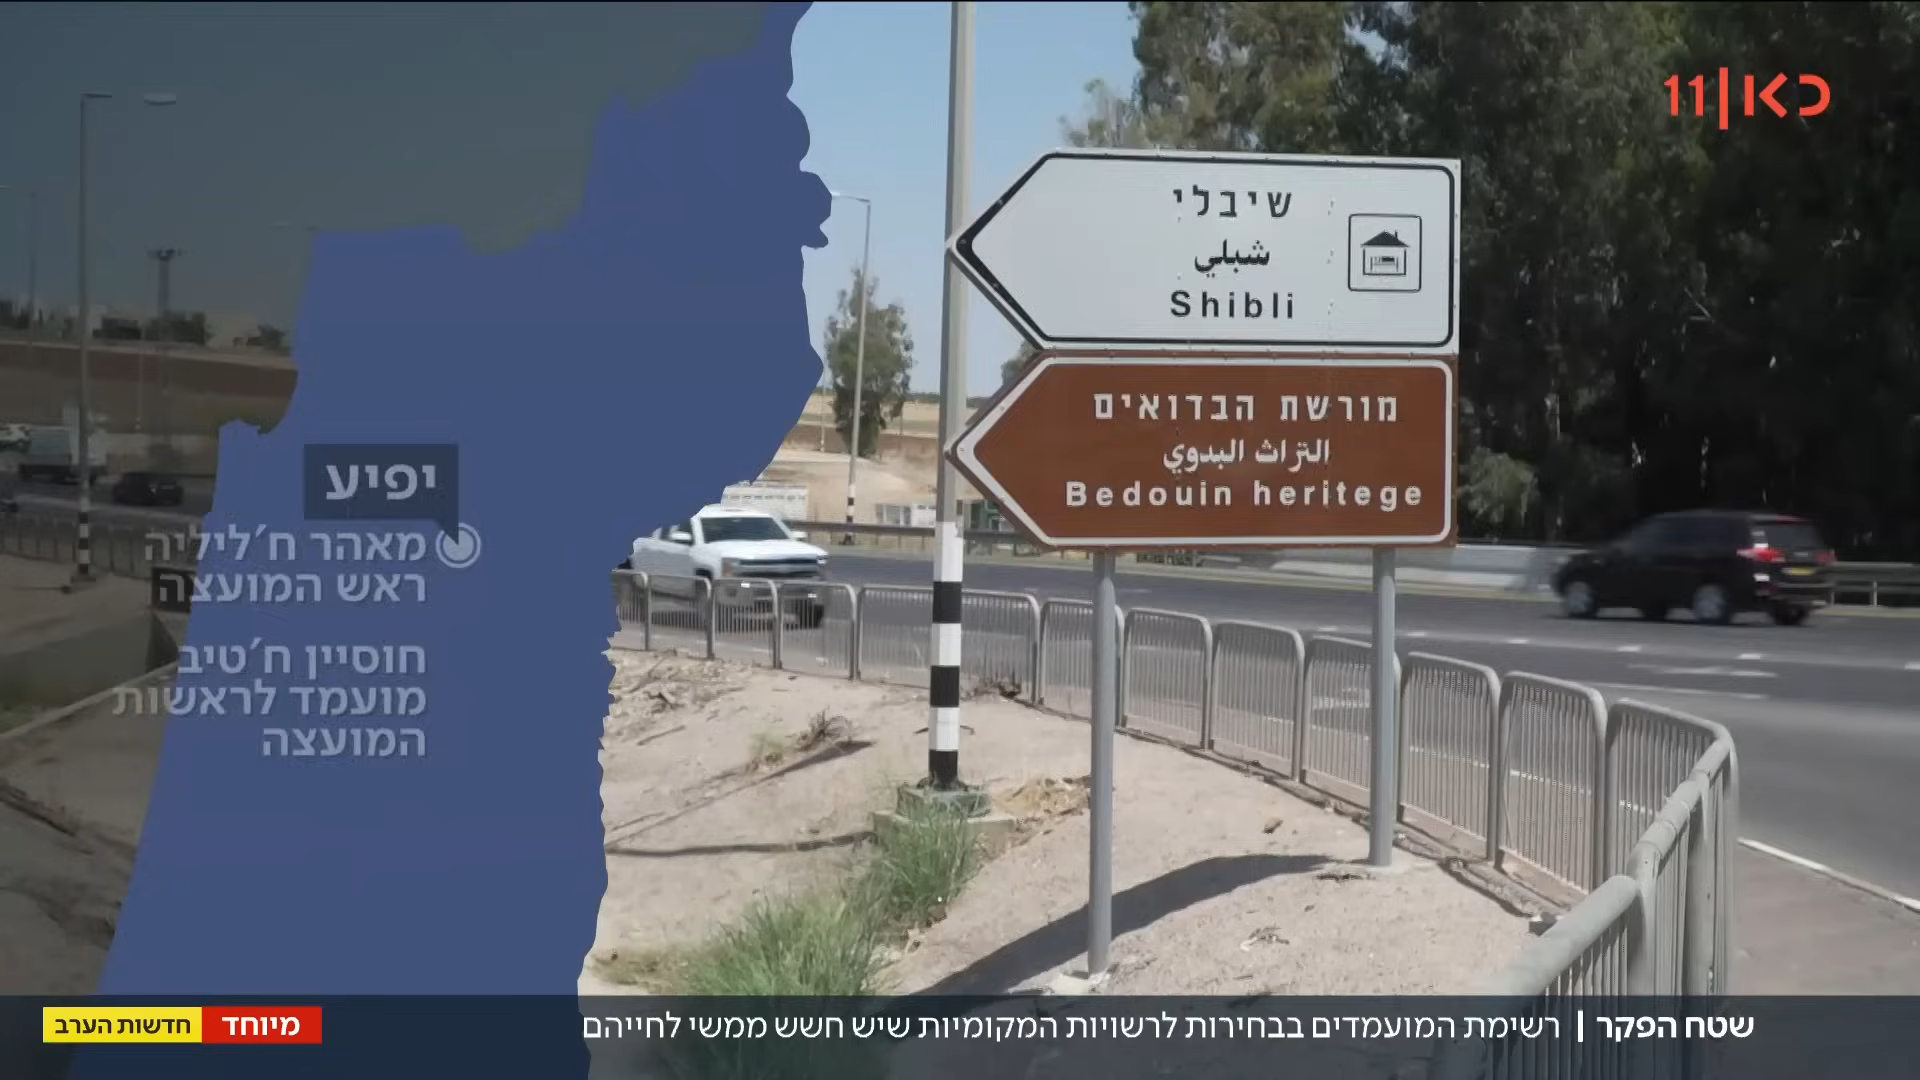 כאן|11
שיבלי
شبلي
Shibli
מורשת הבדואים
التراث البدوي
Bedouin heritege
יפיע
מאהר ח'ליליה
ראש המועצה
חוסיין ח'טיב
מועמד לראשות
המועצה
שטח הפקר | רשימת המועמדים בבחירות לרשויות המקומיות שיש חשש ממשי לחייהם
מיוחד
חדשות הערב